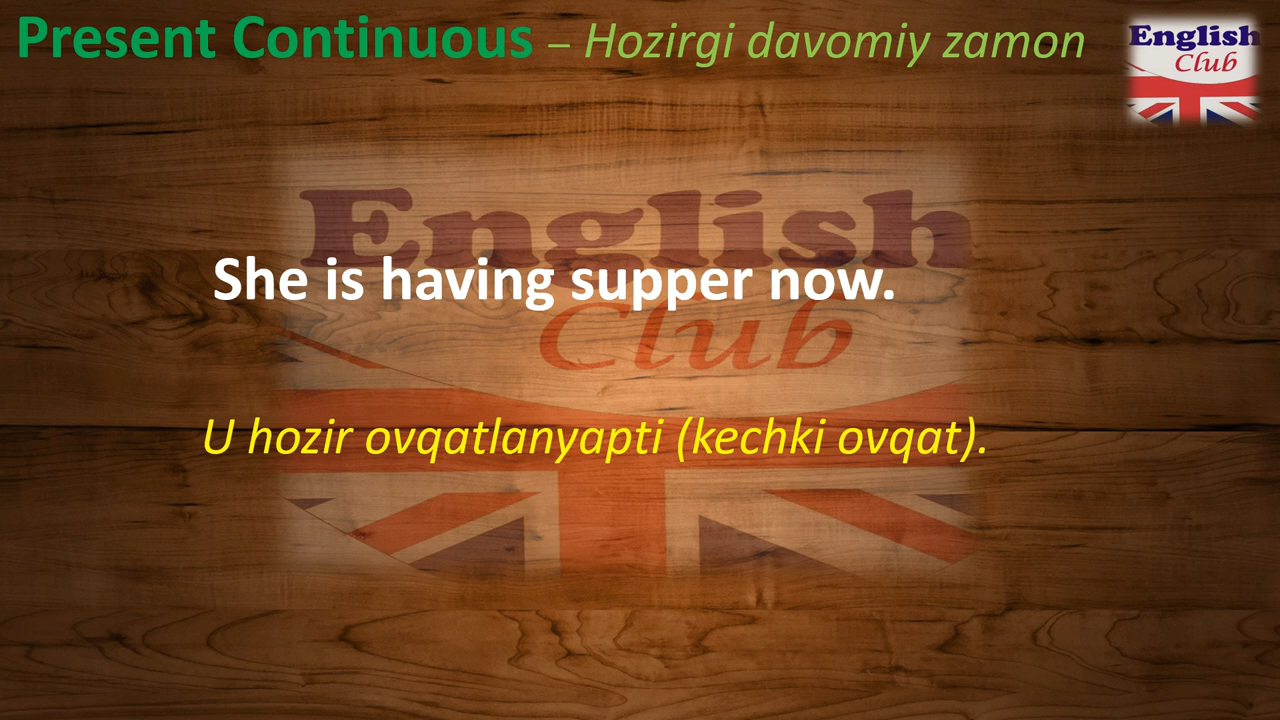 Present Continuous – Hozirgi davomiy zamon
English
Club
English
She is having supper now.
Club
U hozir ovqatlanyapti (kechki ovqat).